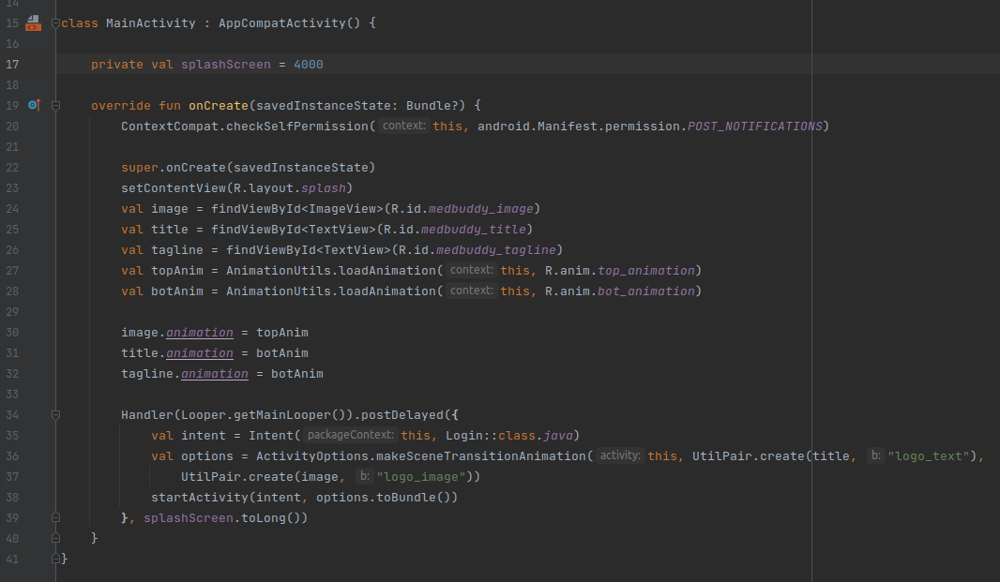 14
15 class MainActivity : AppCompatActivity() {
16
17     private val splashScreen = 4000
18
19     override fun onCreate(savedInstanceState: Bundle?) {
20         ContextCompat.checkSelfPermission( context: this, android.Manifest.permission.POST_NOTIFICATIONS)
21
22         super.onCreate(savedInstanceState)
23         setContentView(R.layout.splash)
24         val image = findViewById<ImageView>(R.id.medbuddy_image)
25         val title = findViewById<TextView>(R.id.medbuddy_title)
26         val tagline = findViewById<TextView>(R.id.medbuddy_tagline)
27         val topAnim = AnimationUtils.loadAnimation( context: this, R.anim.top_animation)
28         val botAnim = AnimationUtils.loadAnimation( context: this, R.anim.bot_animation)
29
30         image.animation = topAnim
31         title.animation = botAnim
32         tagline.animation = botAnim
33
34         Handler(Looper.getMainLooper()).postDelayed({
35             val intent = Intent( packageContext: this, Login::class.java)
36             val options = ActivityOptions.makeSceneTransitionAnimation( activity: this, UtilPair.create(title, b: "logo_text"),
37                 UtilPair.create(image, b: "logo_image"))
38             startActivity(intent, options.toBundle())
39         }, splashScreen.toLong())
40     }
41 }